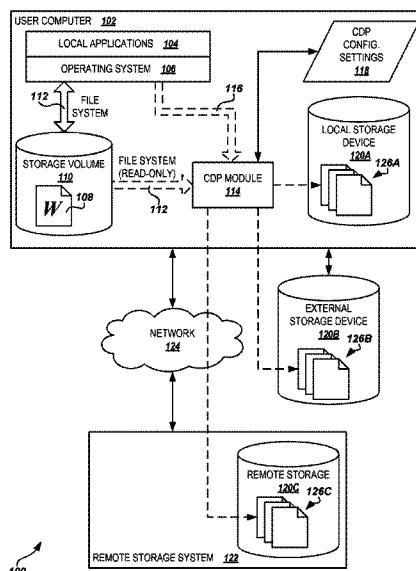 USER COMPUTER 102
LOCAL APPLICATIONS 104
OPERATING SYSTEM 106
CDP
CONFIG.
SETTINGS
118
116
112
FILE
SYSTEM
LOCAL STORAGE
DEVICE
120A
126A
STORAGE VOLUME
110
W
108
FILE SYSTEM
(READ-ONLY)
112
CDP MODULE
114
NETWORK
124
EXTERNAL
STORAGE DEVICE
120B
126B
REMOTE STORAGE
120C
126C
REMOTE STORAGE SYSTEM 122
100